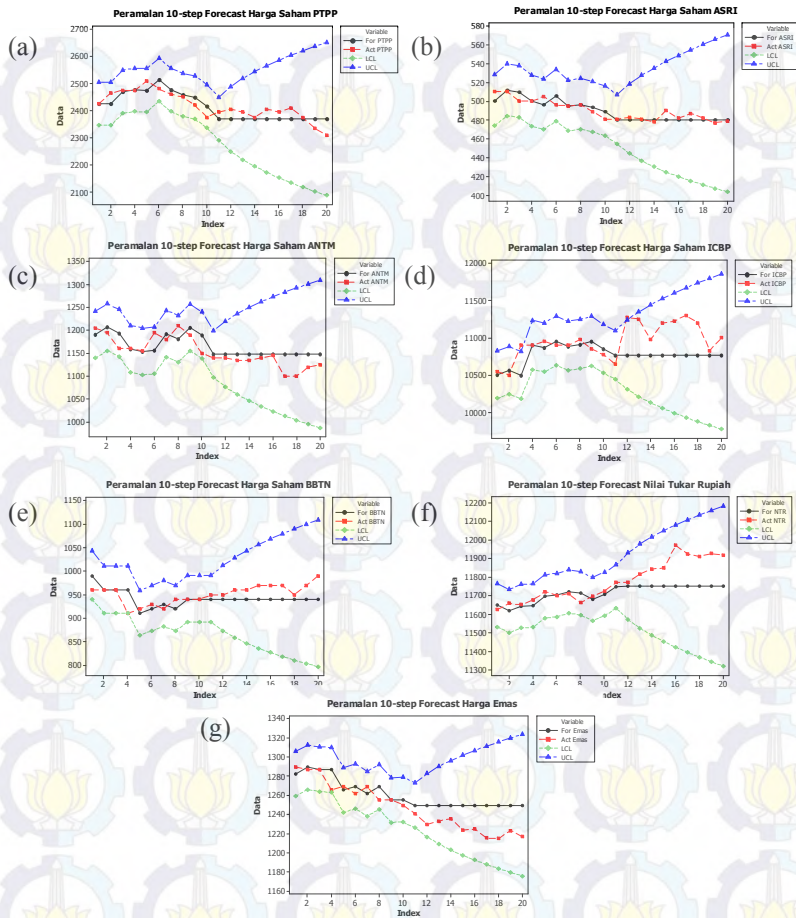 (a)
Peramalan 10-step Forecast Harga Saham PTPP
Data
2700
2600
2500
2400
2300
2200
2100
2 4 6 8 10 12 14 16 18 20
Index
Variable
For PTPP
Act PTPP
LCL
UCL
(b)
Peramalan 10-step Forecast Harga Saham ASRI
Data
580
560
540
520
500
480
460
440
420
400
2 4 6 8 10 12 14 16 18 20
Index
Variable
For ASRI
Act ASRI
LCL
UCL
(c)
Peramalan 10-step Forecast Harga Saham ANTM
Data
1350
1300
1250
1200
1150
1100
1050
1000
2 4 6 8 10 12 14 16 18 20
Index
Variable
For ANTM
Act ANTM
LCL
UCL
(d)
Peramalan 10-step Forecast Harga Saham ICBP
Data
12000
11500
11000
10500
10000
2 4 6 8 10 12 14 16 18 20
Index
Variable
For ICBP
Act ICBP
LCL
UCL
(e)
Peramalan 10-step Forecast Harga Saham BBTN
Data
1150
1100
1050
1000
950
900
850
800
2 4 6 8 10 12 14 16 18 20
Index
Variable
For BBTN
Act BBTN
LCL
UCL
(f)
Peramalan 10-step Forecast Nilai Tukar Rupiah
Data
12200
12100
12000
11900
11800
11700
11600
11500
11400
11300
2 4 6 8 10 12 14 16 18 20
Index
Variable
For NTR
Act NTR
LCL
UCL
(g)
Peramalan 10-step Forecast Harga Emas
Data
1340
1320
1300
1280
1260
1240
1220
1200
1180
1160
2 4 6 8 10 12 14 16 18 20
Index
Variable
For Emas
Act Emas
LCL
UCL